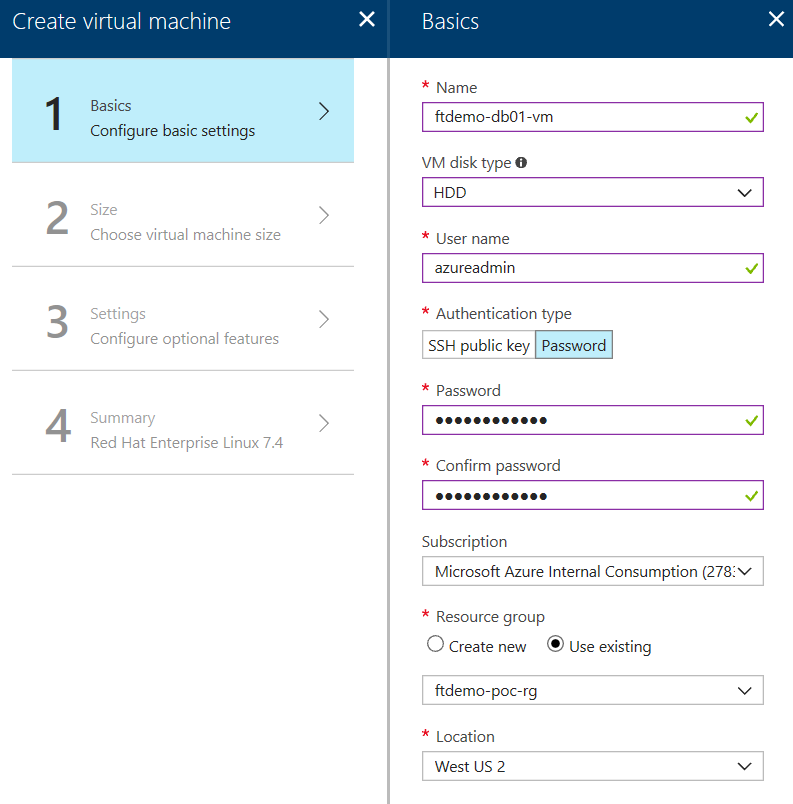 Create virtual machine
1
Basics
Configure basic settings
2
Size
Choose virtual machine size
3
Settings
Configure optional features
4
Summary
Red Hat Enterprise Linux 7.4
Basics
* Name
ftdemo-db01-vm
VM disk type
HDD
* User name
azureadmin
* Authentication type
SSH public key Password
* Password
●●●●●●●●●●●●
* Confirm password
●●●●●●●●●●●●
Subscription
Microsoft Azure Internal Consumption (278
* Resource group
Create new Use existing
ftdemo-poc-rg
* Location
West US 2